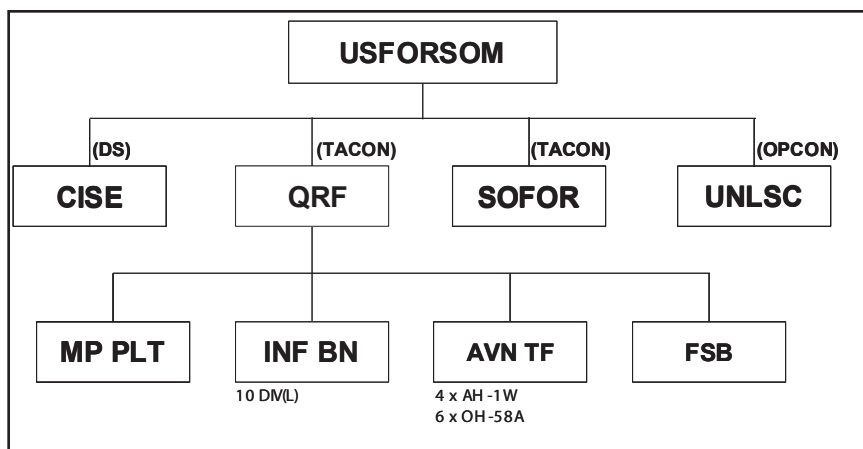 USFORSOM
(DS)
(TACON)
(TACON)
(OPCON)
CISE
QRF
SOFOR
UNLSC
MP PLT
INF BN
AVN TF
FSB
10 DIV(L)
4 x AH -1W
6 x OH -58A